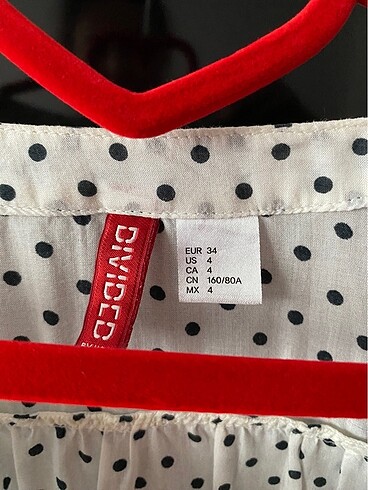 DIVIDED
EUR 34
US 4
CA 4
CN 160/80A
MX 4